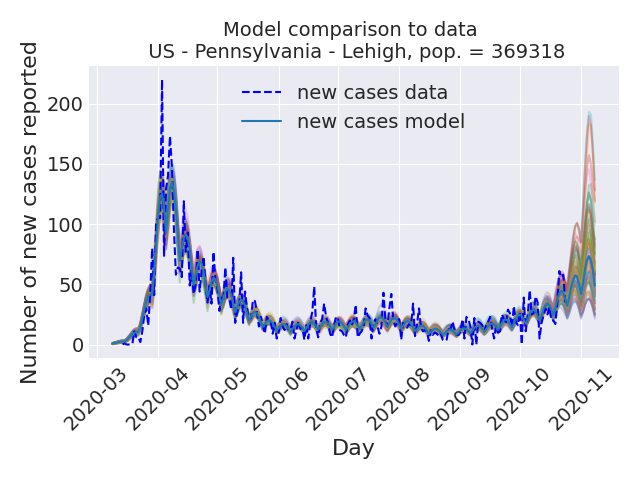 Model comparison to data
US - Pennsylvania - Lehigh, pop. = 369318
Number of new cases reported
200
150
100
50
0
new cases data
new cases model
2020-03
2020-04
2020-05
2020-06
2020-07
2020-08
2020-09
2020-10
2020-11
Day